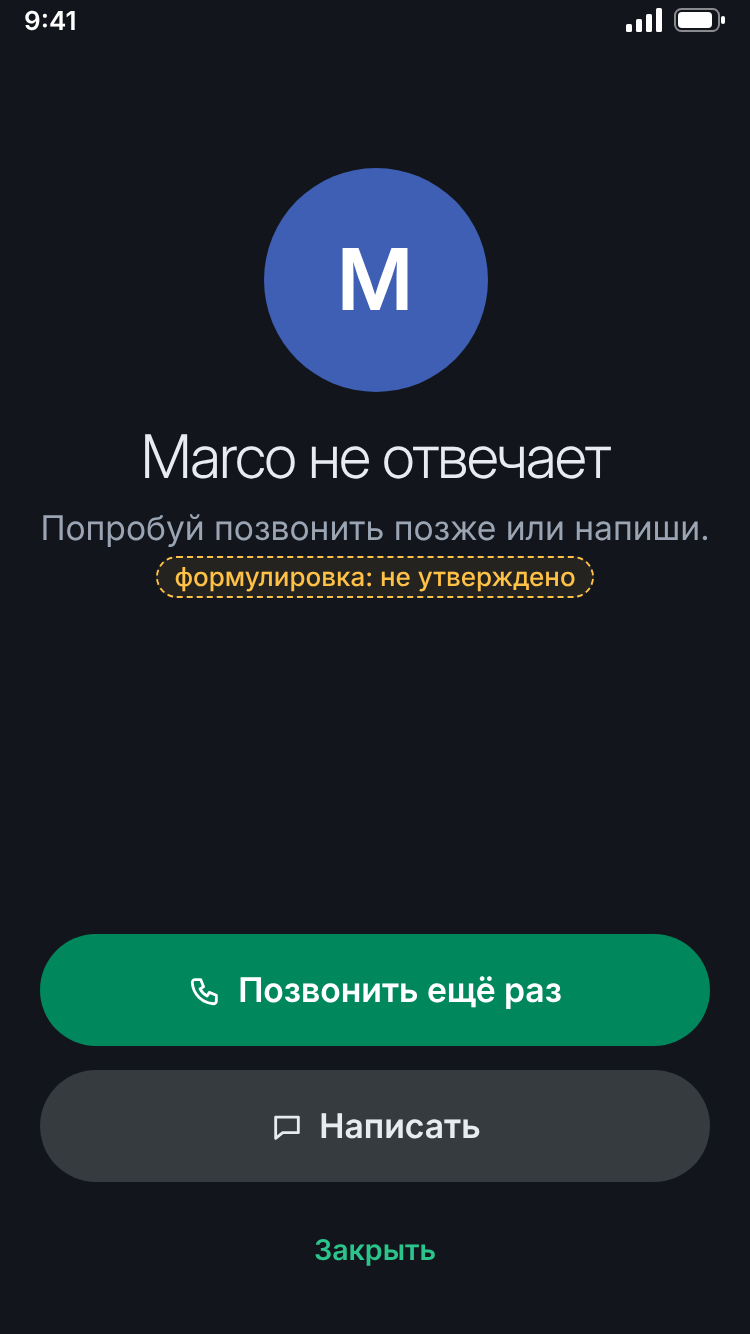 9:41
M
Marco не отвечает
Попробуй позвонить позже или напиши.
формулировка: не утверждено
Позвонить ещё раз
Написать
Закрыть